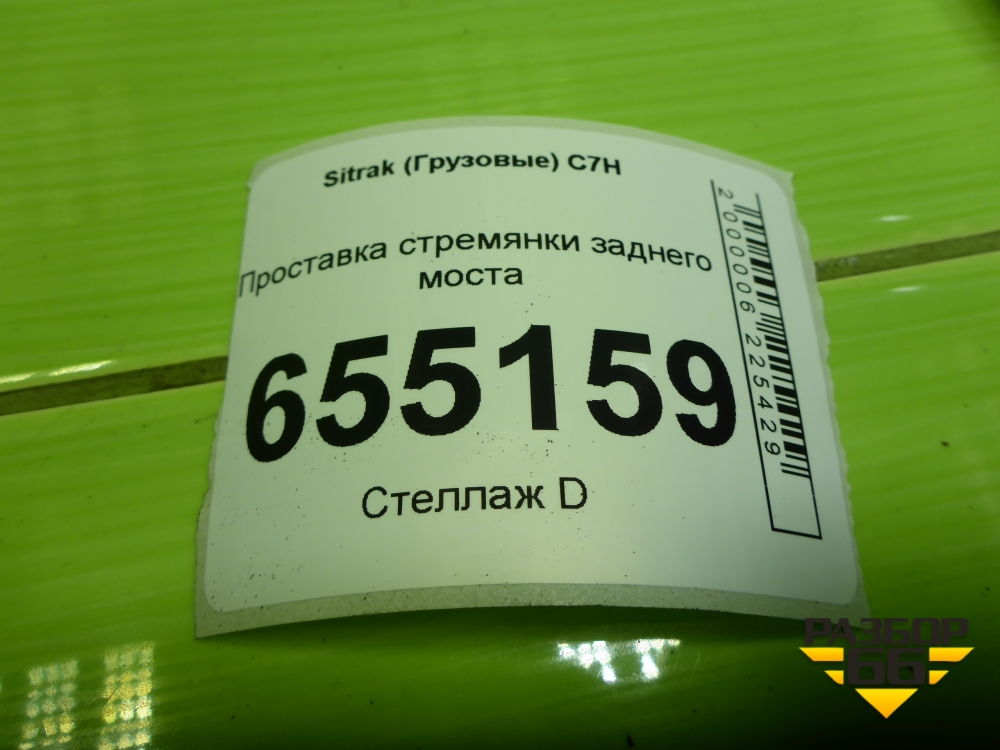 Sitrak (Грузовые) C7H
Проставка стремянки заднего
моста
655159
Стеллаж D
2000006225429
РАЗБОР
66